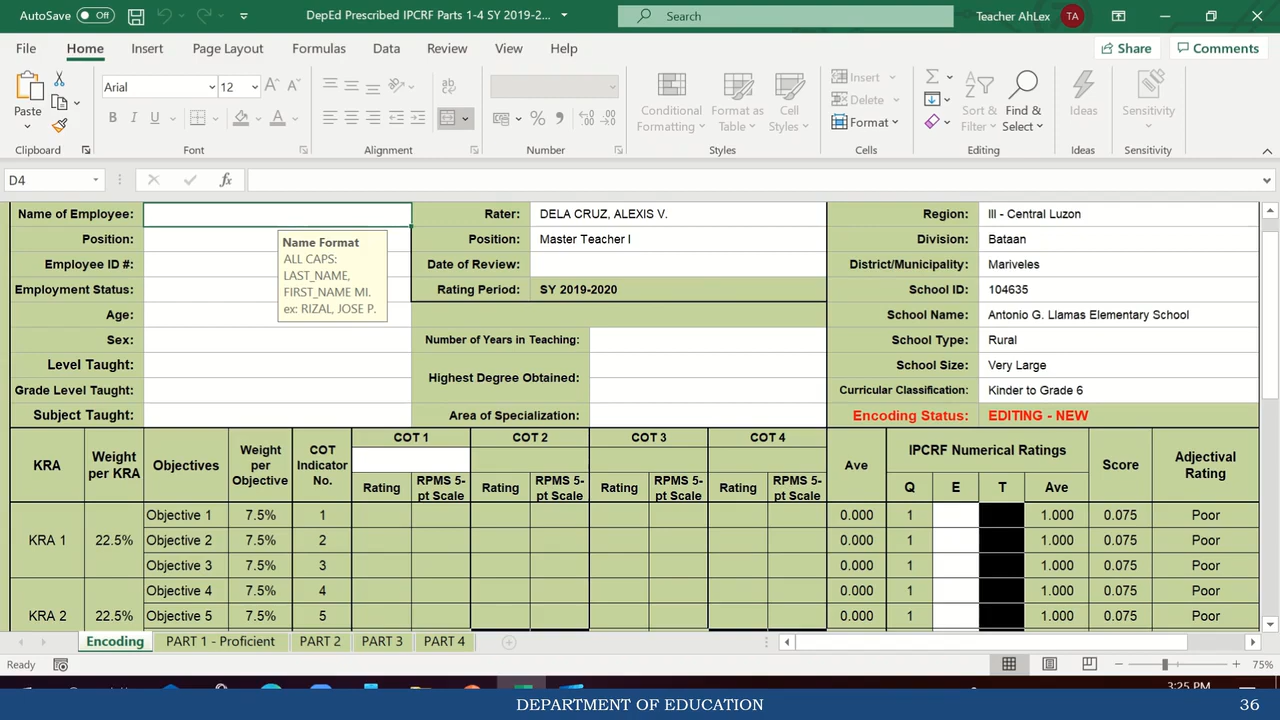 AutoSave Off DepEd Prescribed IPCRF Parts 1-4 SY 2019-2... Search Teacher AhLex TA
File Home Insert Page Layout Formulas Data Review View Help Share Comments
Paste Arial 12 Conditional Formatting Format as Table Cell Styles Insert Delete Format Sort & Filter Find & Select Ideas Sensitivity
Clipboard Font Alignment Number Styles Cells Editing Ideas Sensitivity
D4 fx
Name of Employee: Rater: DELA CRUZ, ALEXIS V. Region: III - Central Luzon
Position: Position: Master Teacher I Division: Bataan
Employee ID #: Date of Review: District/Municipality: Mariveles
Employment Status: Rating Period: SY 2019-2020 School ID: 104635
Age: School Name: Antonio G. Llamas Elementary School
Sex: Number of Years in Teaching: School Type: Rural
Level Taught: Highest Degree Obtained: School Size: Very Large
Grade Level Taught: Curricular Classification: Kinder to Grade 6
Subject Taught: Area of Specialization: Encoding Status: EDITING - NEW
Name Format
ALL CAPS:
LAST_NAME,
FIRST_NAME MI.
ex: RIZAL, JOSE P.
KRA Weight per KRA Objectives Weight per Objective COT Indicator No. COT 1 COT 2 COT 3 COT 4 Ave IPCRF Numerical Ratings Score Adjectival Rating
Rating RPMS 5-pt Scale Rating RPMS 5-pt Scale Rating RPMS 5-pt Scale Rating RPMS 5-pt Scale Q E T Ave
KRA 1 22.5% Objective 1 7.5% 1 0.000 1 1.000 0.075 Poor
Objective 2 7.5% 2 0.000 1 1.000 0.075 Poor
Objective 3 7.5% 3 0.000 1 1.000 0.075 Poor
KRA 2 22.5% Objective 4 7.5% 4 0.000 1 1.000 0.075 Poor
Objective 5 7.5% 5 0.000 1 1.000 0.075 Poor
Encoding PART 1 - Proficient PART 2 PART 3 PART 4
Ready 75%
3:25 PM
DEPARTMENT OF EDUCATION 36